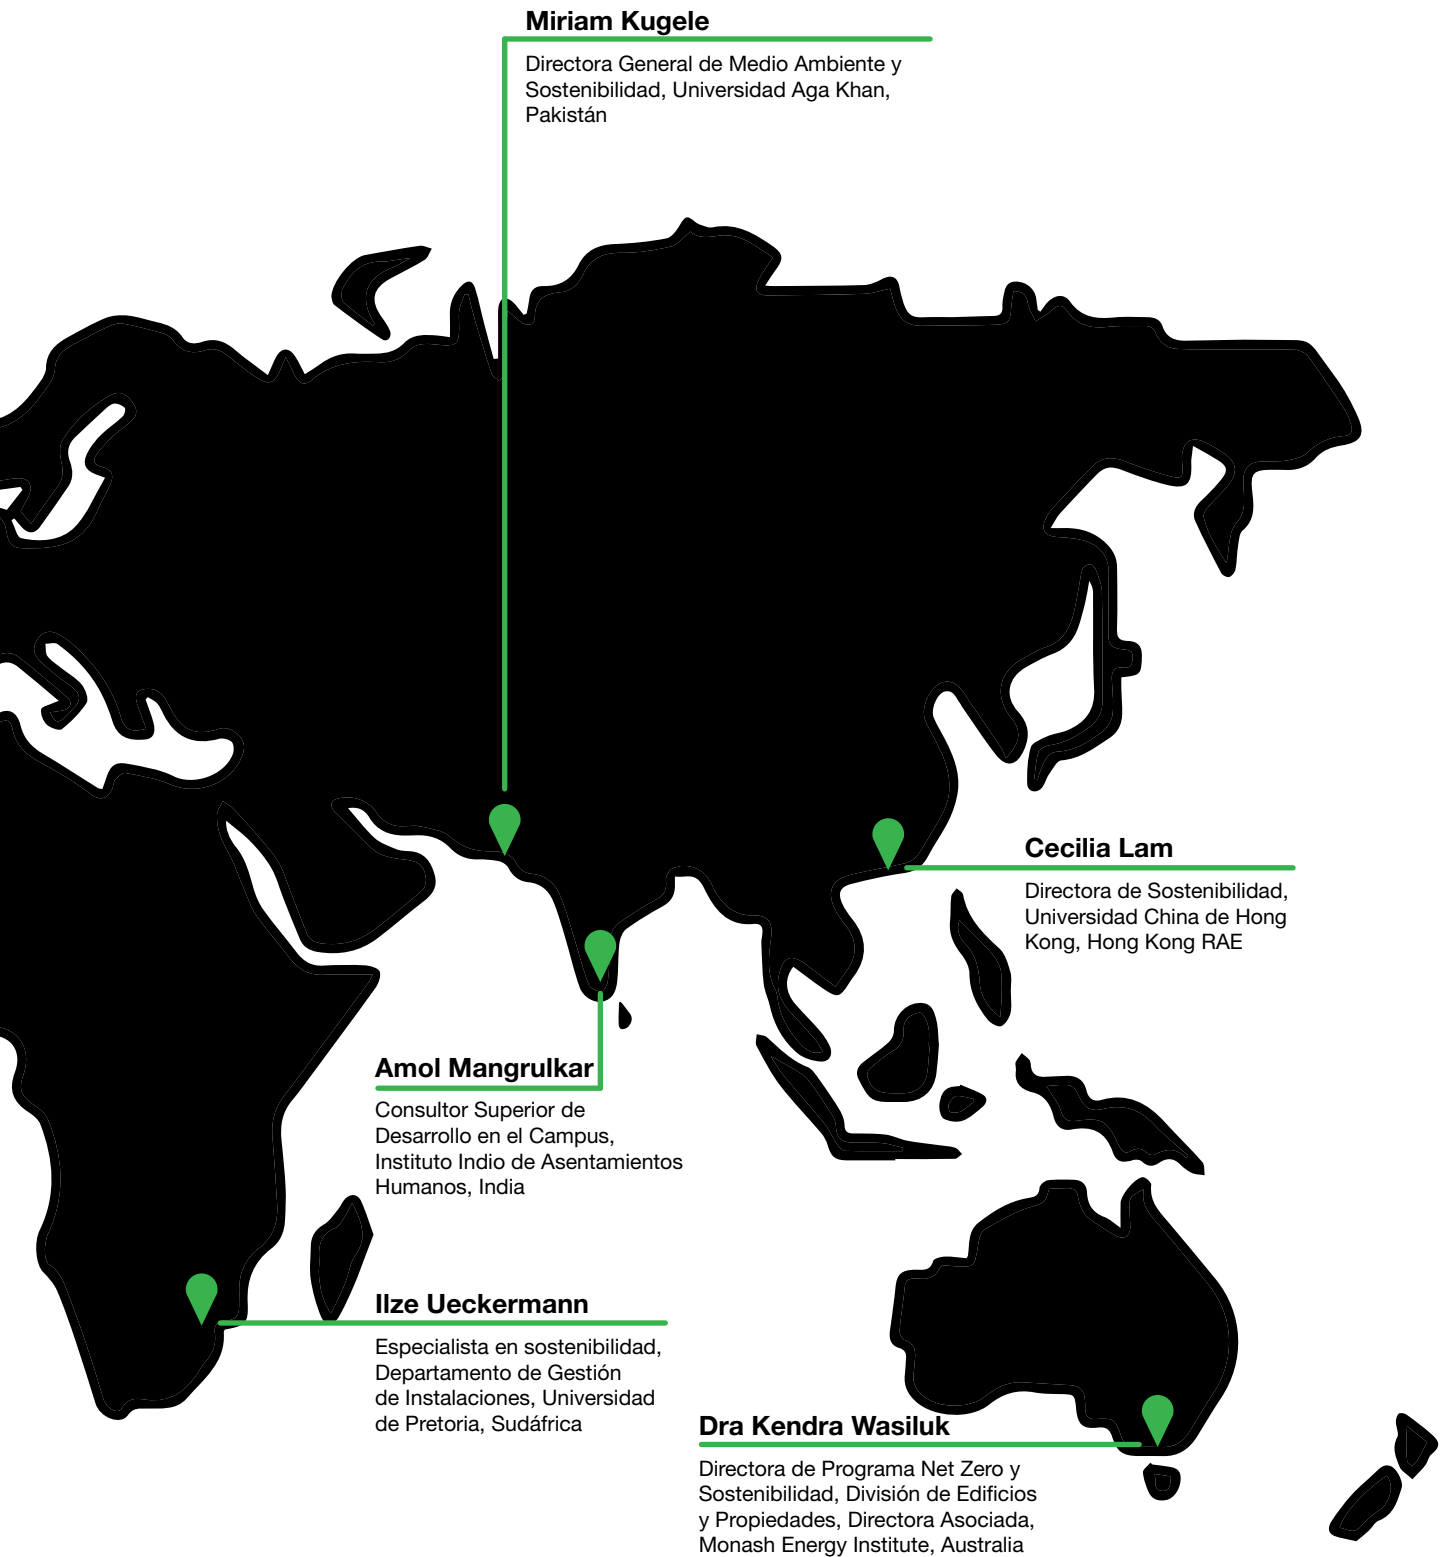 Miriam Kugele
Directora General de Medio Ambiente y
Sostenibilidad, Universidad Aga Khan,
Pakistán
Cecilia Lam
Directora de Sostenibilidad,
Universidad China de Hong
Kong, Hong Kong RAE
Amol Mangrulkar
Consultor Superior de
Desarrollo en el Campus,
Instituto Indio de Asentamientos
Humanos, India
Ilze Ueckermann
Especialista en sostenibilidad,
Departamento de Gestión
de Instalaciones, Universidad
de Pretoria, Sudáfrica
Dra Kendra Wasiluk
Directora de Programa Net Zero y
Sostenibilidad, División de Edificios
y Propiedades, Directora Asociada,
Monash Energy Institute, Australia